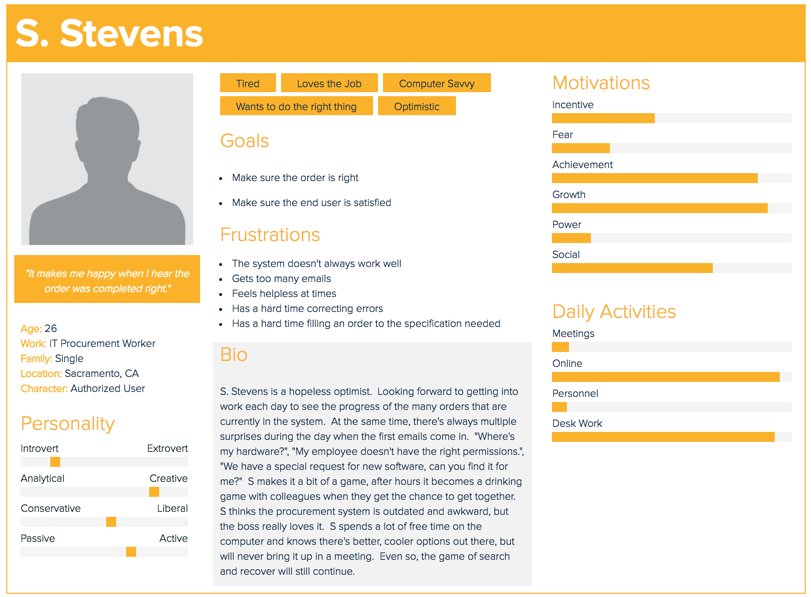 S. Stevens
"It makes me happy when I hear the
order was completed right."
Age: 26
Work: IT Procurement Worker
Family: Single
Location: Sacramento, CA
Character: Authorized User
Personality
Introvert Extrovert
Analytical Creative
Conservative Liberal
Passive Active
Tired Loves the Job Computer Savvy
Wants to do the right thing Optimistic
Goals
• Make sure the order is right
• Make sure the end user is satisfied
Frustrations
• The system doesn't always work well
• Gets too many emails
• Feels helpless at times
• Has a hard time correcting errors
• Has a hard time filling an order to the specification needed
Bio
S. Stevens is a hopeless optimist. Looking forward to getting into
work each day to see the progress of the many orders that are
currently in the system. At the same time, there's always multiple
surprises during the day when the first emails come in. "Where's
my hardware?", "My employee doesn't have the right permissions.",
"We have a special request for new software, can you find it for
me?" S makes it a bit of a game, after hours it becomes a drinking
game with colleagues when they get the chance to get together.
S thinks the procurement system is outdated and awkward, but
the boss really loves it. S spends a lot of free time on the
computer and knows there's better, cooler options out there, but
will never bring it up in a meeting. Even so, the game of search
and recover will still continue.
Motivations
Incentive
Fear
Achievement
Growth
Power
Social
Daily Activities
Meetings
Online
Personnel
Desk Work